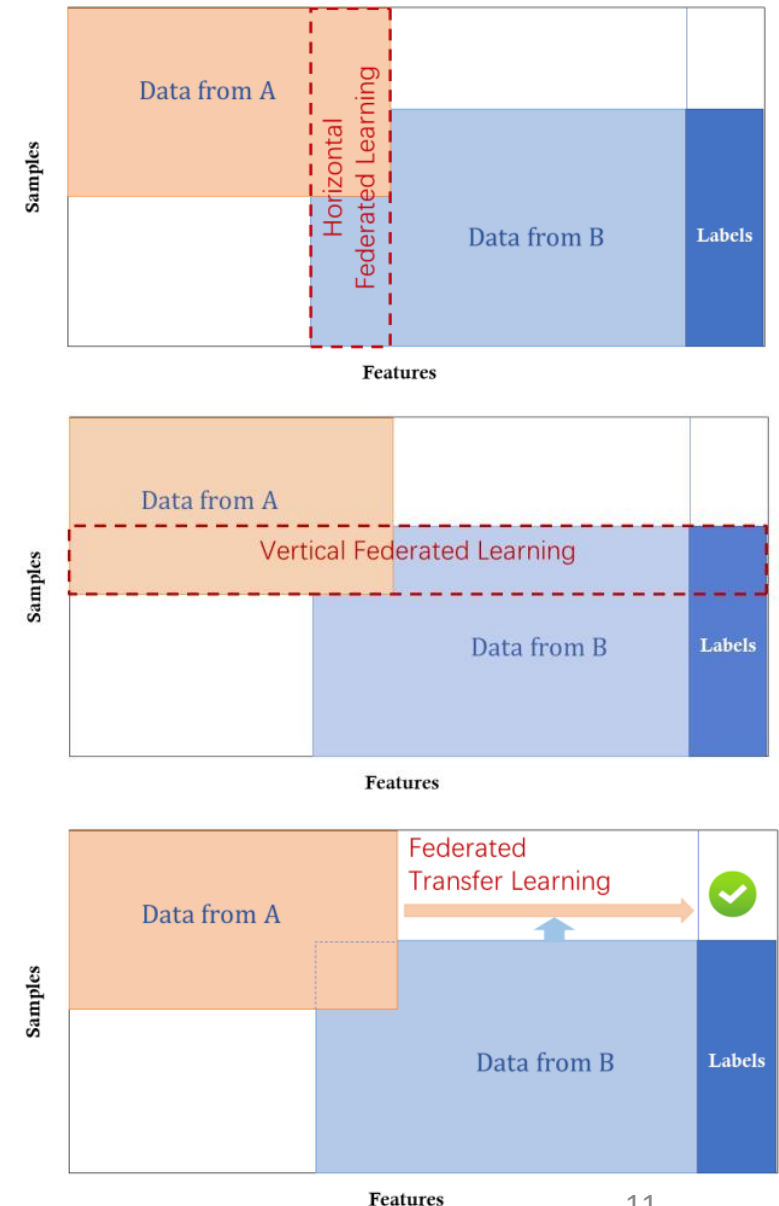 Data from A
Horizontal
Federated Learning
Data from B
Labels
Samples
Features
Data from A
Vertical Federated Learning
Data from B
Labels
Samples
Features
Federated
Transfer Learning
Data from A
Data from B
Labels
Samples
Features
11